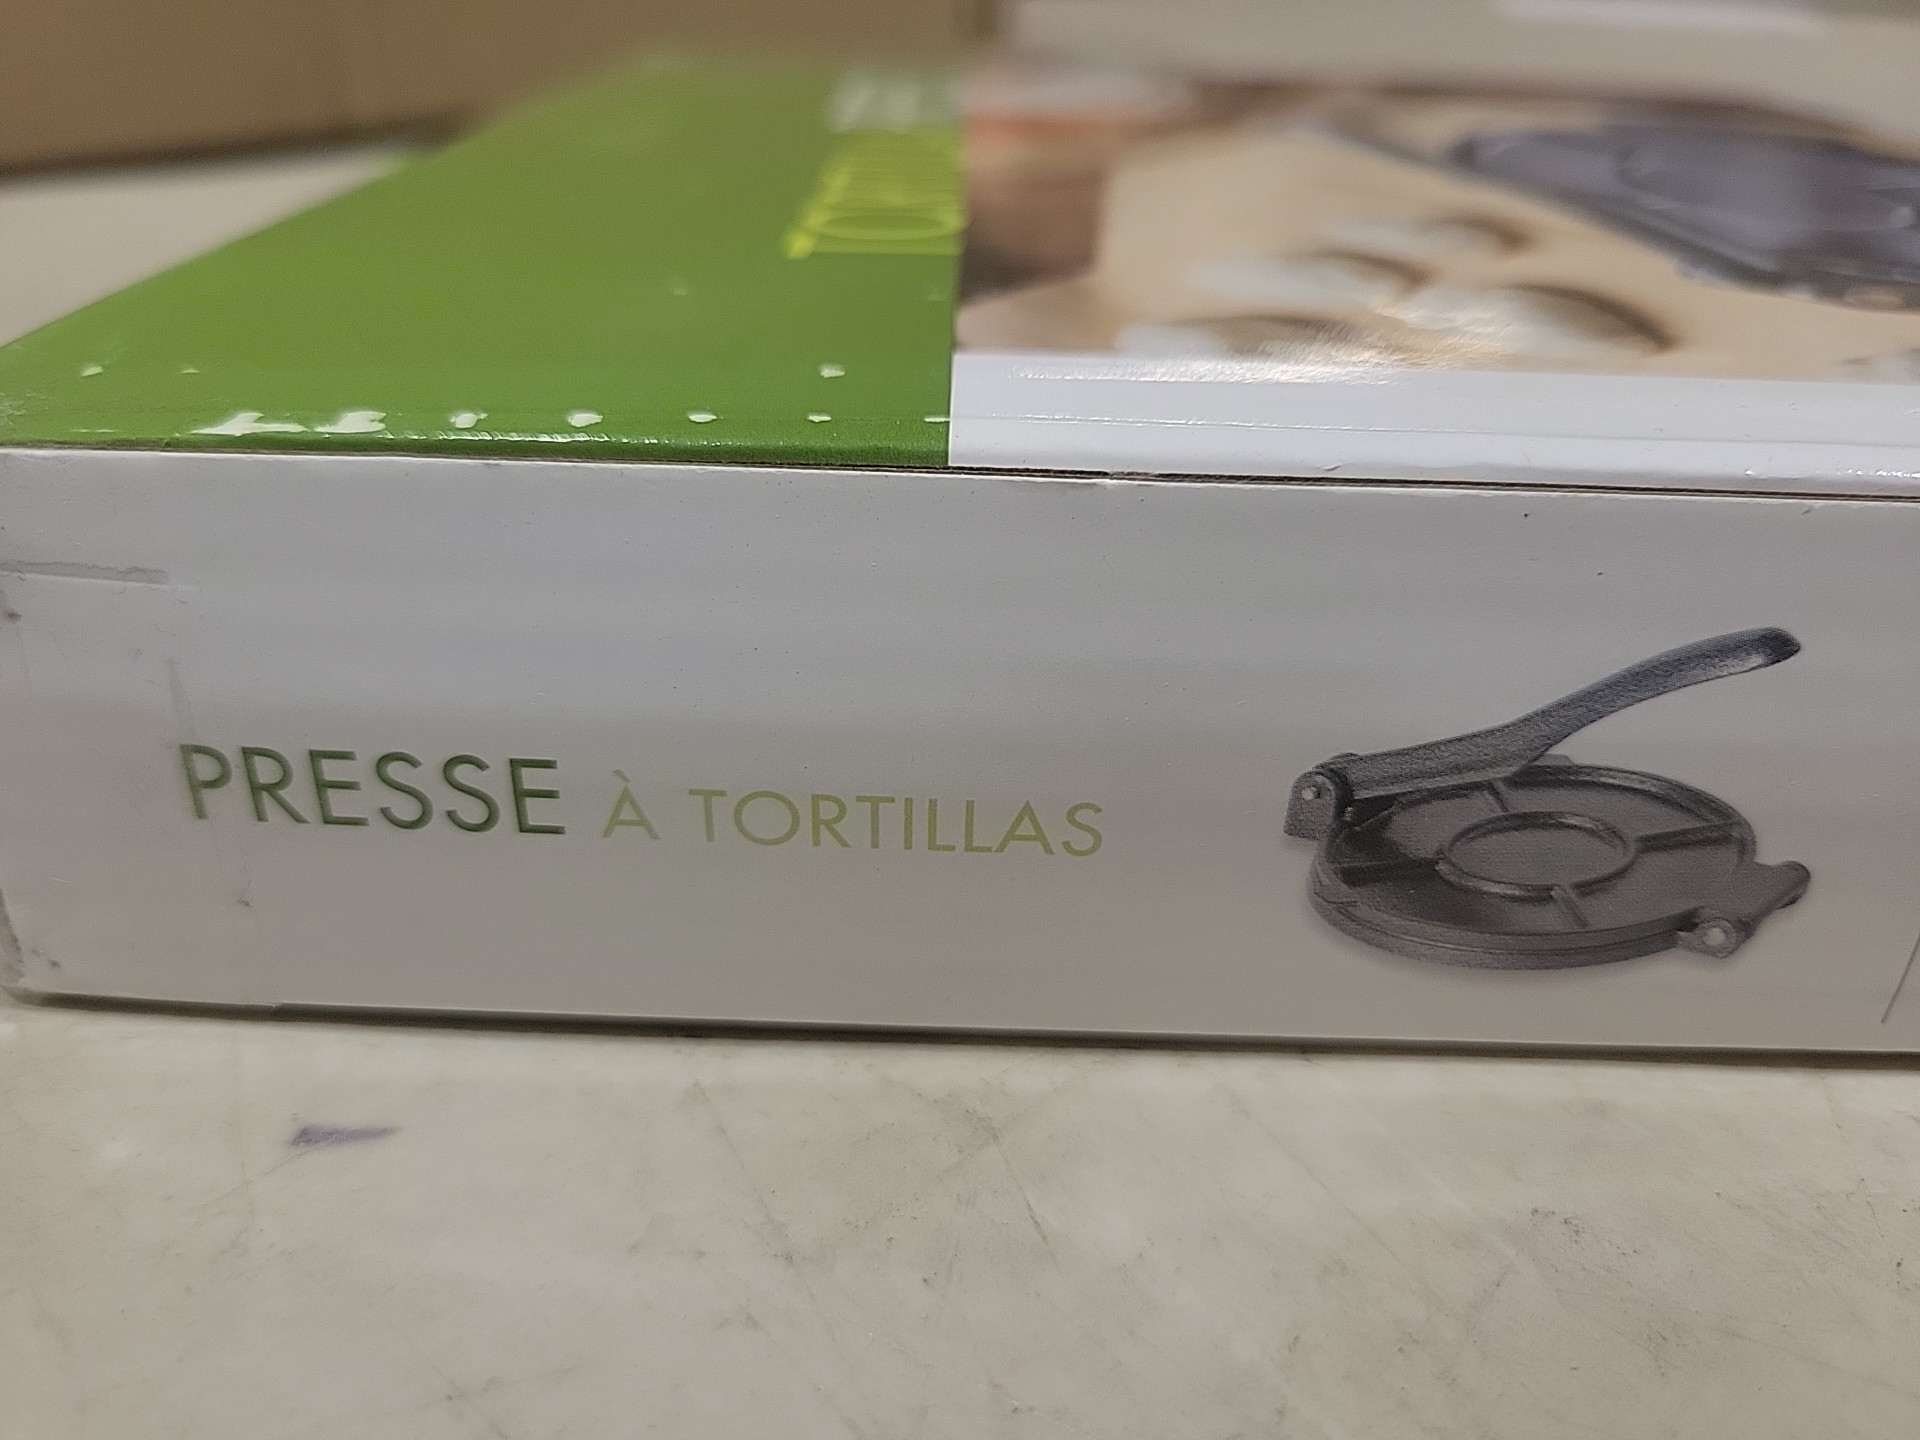 PRESSE À TORTILLAS